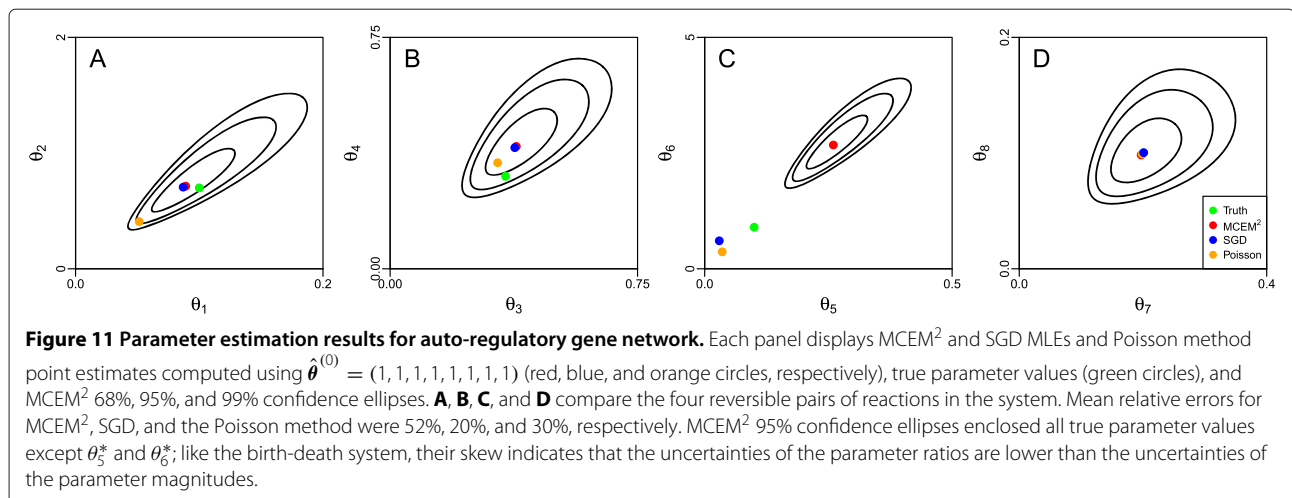 A
B
C
D
2
0.75
5
0.2
θ2
θ4
θ6
θ8
0
0.00
0
0.0
0.0 0.2
0.00 0.75
0.0 0.5
0.0 0.4
θ1
θ3
θ5
θ7
Truth
MCEM²
SGD
Poisson
Figure 11 Parameter estimation results for auto-regulatory gene network. Each panel displays MCEM² and SGD MLEs and Poisson method
point estimates computed using θ̂^(0) = (1, 1, 1, 1, 1, 1, 1, 1) (red, blue, and orange circles, respectively), true parameter values (green circles), and
MCEM² 68%, 95%, and 99% confidence ellipses. A, B, C, and D compare the four reversible pairs of reactions in the system. Mean relative errors for
MCEM², SGD, and the Poisson method were 52%, 20%, and 30%, respectively. MCEM² 95% confidence ellipses enclosed all true parameter values
except θ5* and θ6*; like the birth-death system, their skew indicates that the uncertainties of the parameter ratios are lower than the uncertainties of
the parameter magnitudes.